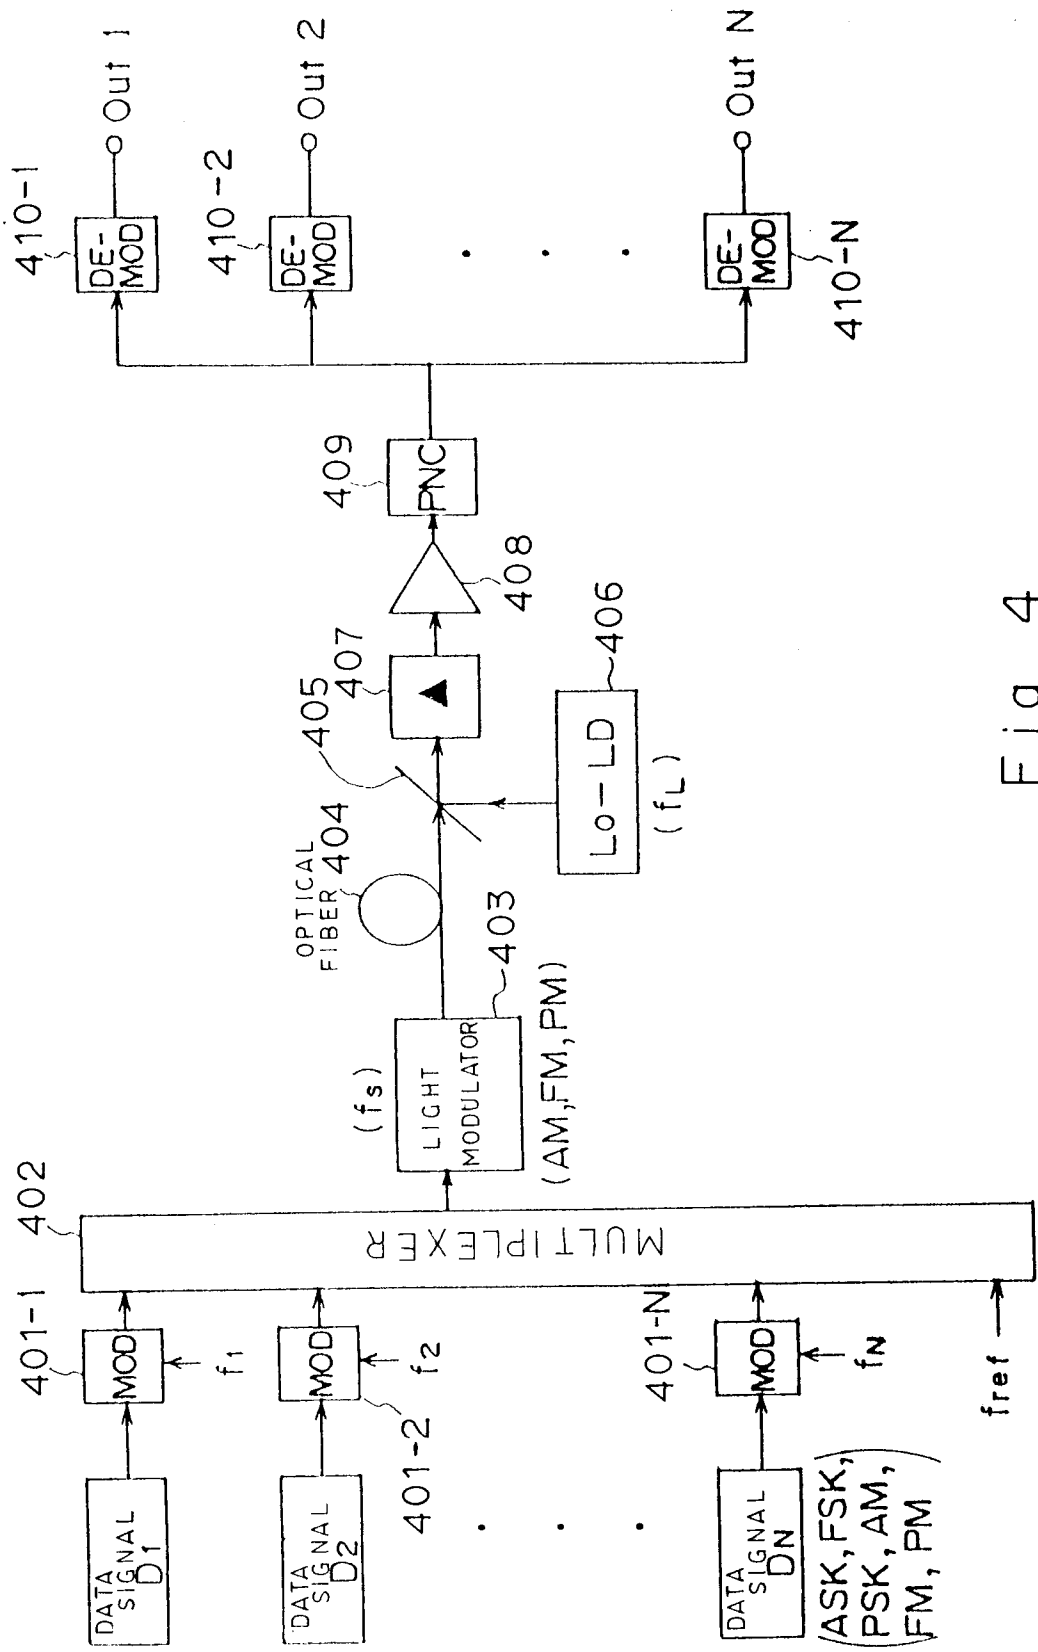 DATA
SIGNAL
D1
401-1
MOD
f1
DATA
SIGNAL
D2
401-2
MOD
f2
DATA
SIGNAL
DN
(ASK, FSK,
PSK, AM,
FM, PM)
401-N
MOD
fN
fref
402
MULTIPLEXER
(fs)
LIGHT
MODULATOR
403
(AM, FM, PM)
OPTICAL
FIBER
404
405
Lo-LD
406
(fL)
407
408
409
PNC
410-1
DE-
MOD
Out 1
410-2
DE-
MOD
Out 2
410-N
DE-
MOD
Out N
Fig 4